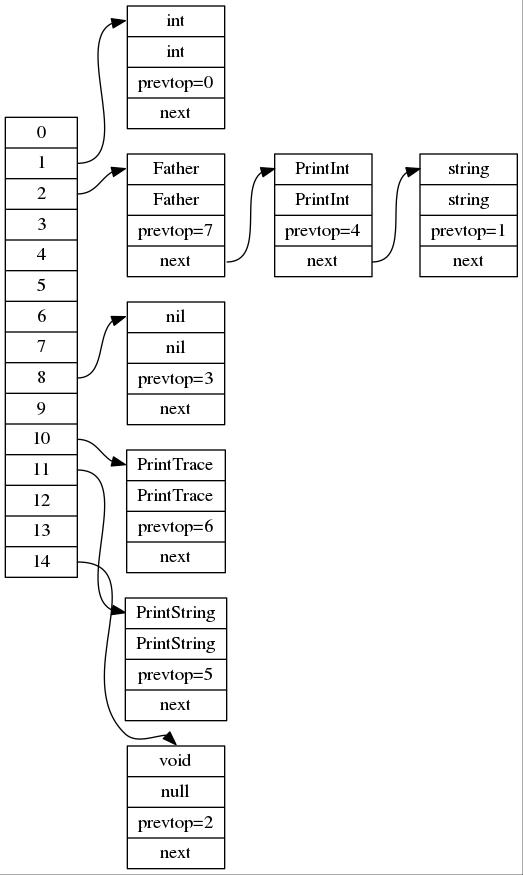 0
1
2
3
4
5
6
7
8
9
10
11
12
13
14
int
int
prevtop=0
next
Father
Father
prevtop=7
next
PrintInt
PrintInt
prevtop=4
next
string
string
prevtop=1
next
nil
nil
prevtop=3
next
PrintTrace
PrintTrace
prevtop=6
next
PrintString
PrintString
prevtop=5
next
void
null
prevtop=2
next